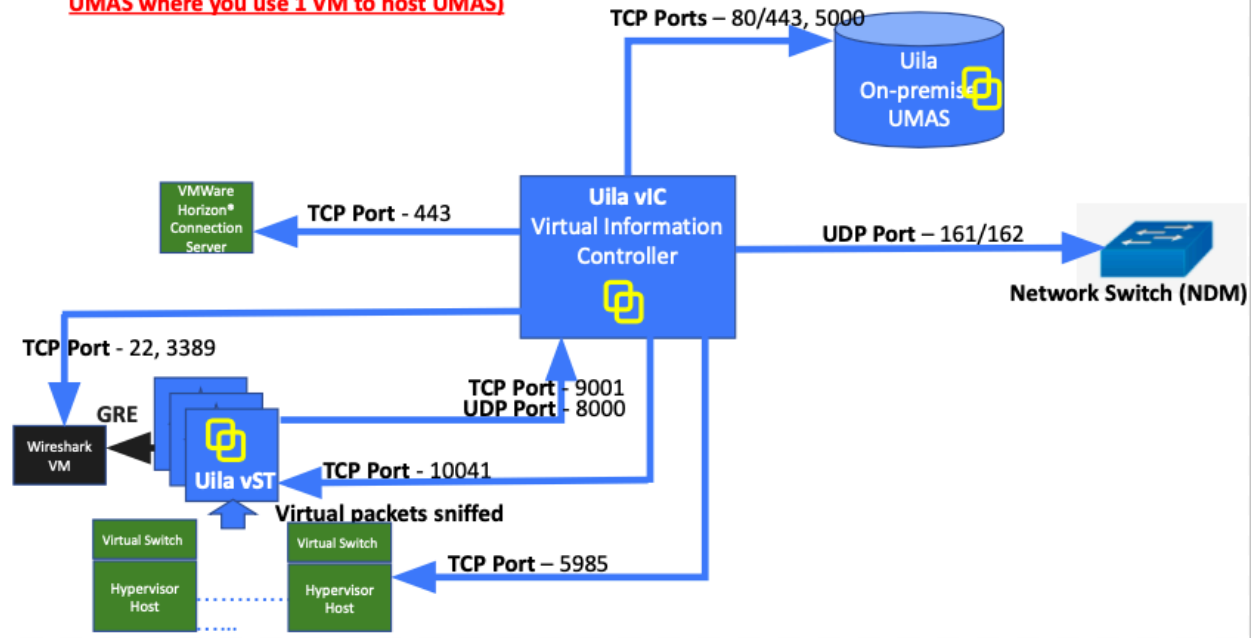 UMAS where you use 1 VM to host UMAS)
TCP Ports – 80/443, 5000
Uila
On-premise
UMAS
VMWare
Horizon®
Connection
Server
TCP Port - 443
Uila vIC
Virtual Information
Controller
UDP Port – 161/162
Network Switch (NDM)
TCP Port - 22, 3389
TCP Port - 9001
UDP Port - 8000
GRE
Wireshark
VM
Uila vST
TCP Port - 10041
Virtual packets sniffed
Virtual Switch
Virtual Switch
TCP Port – 5985
Hypervisor
Host
Hypervisor
Host